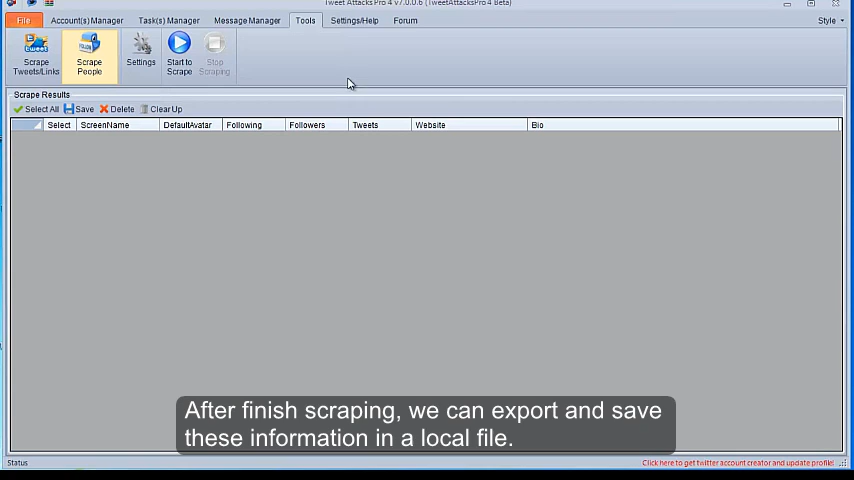 Tweet Attacks Pro 4 v7.0.0.6 (TweetAttacksPro 4 Beta)
File Account(s) Manager Task(s) Manager Message Manager Tools Settings/Help Forum Style
Scrape Tweets/Links
Scrape People
Settings
Start to Scrape
Stop Scraping
Scrape Results
Select All Save Delete Clear Up
Select ScreenName DefaultAvatar Following Followers Tweets Website Bio
After finish scraping, we can export and save
these information in a local file.
Status Click here to get twitter account creator and update profile!